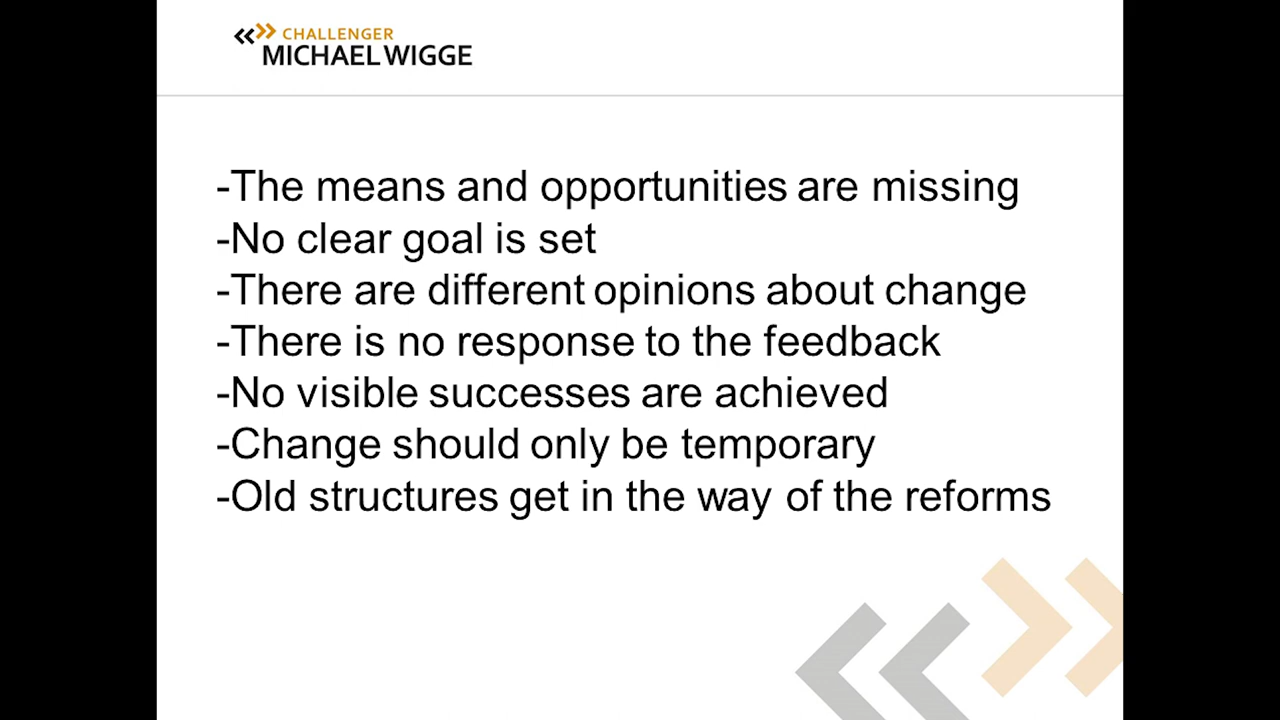 CHALLENGER
MICHAEL WIGGE
-The means and opportunities are missing
-No clear goal is set
-There are different opinions about change
-There is no response to the feedback
-No visible successes are achieved
-Change should only be temporary
-Old structures get in the way of the reforms